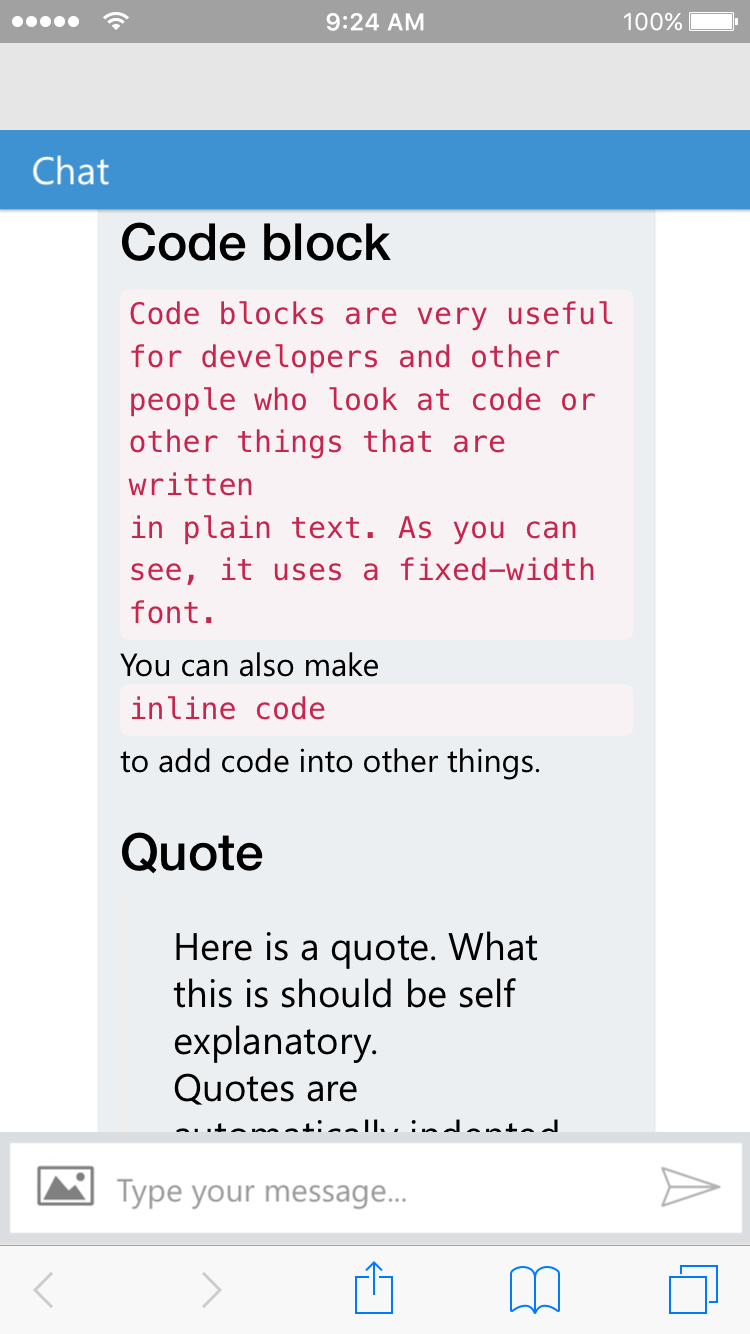 9:24 AM
100%
Chat
Code block
Code blocks are very useful
for developers and other
people who look at code or
other things that are
written
in plain text. As you can
see, it uses a fixed-width
font.
You can also make
inline code
to add code into other things.
Quote
Here is a quote. What
this is should be self
explanatory.
Quotes are
automatically indented
Type your message...